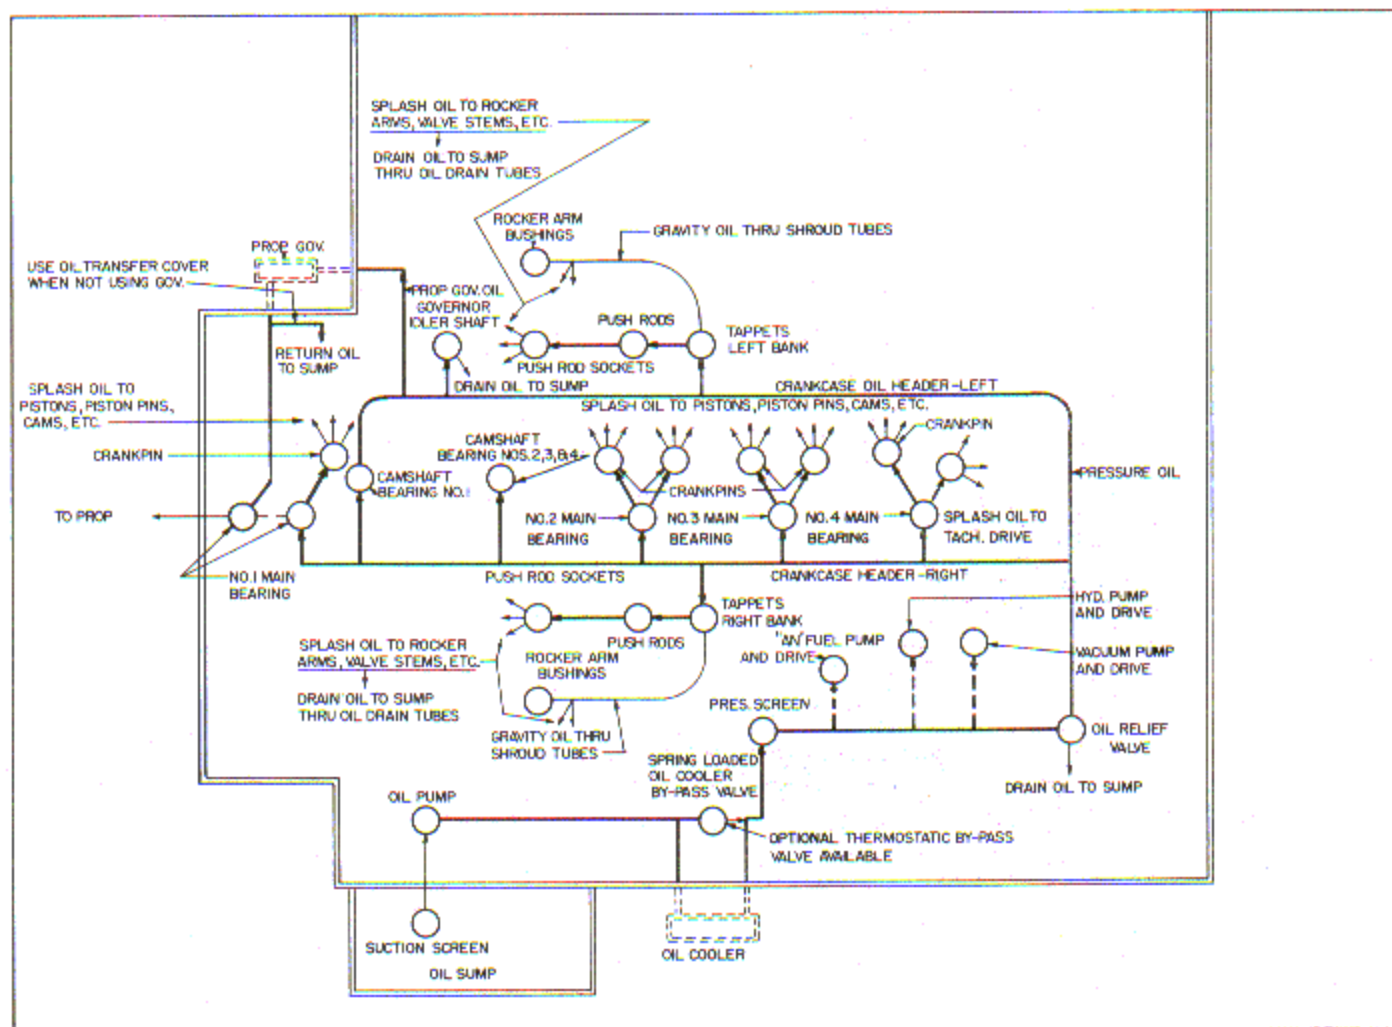 SPLASH OIL TO ROCKER
ARMS, VALVE STEMS, ETC.
DRAIN OIL TO SUMP
THRU OIL DRAIN TUBES
ROCKER ARM
BUSHINGS
GRAVITY OIL THRU SHROUD TUBES
PROP GOV.
USE OIL TRANSFER COVER
WHEN NOT USING GOV.
PROP GOV. OIL
GOVERNOR
IDLER SHAFT
PUSH RODS
TAPPETS
LEFT BANK
RETURN OIL
TO SUMP
PUSH ROD SOCKETS
DRAIN OIL TO SUMP
CRANKCASE OIL HEADER-LEFT
SPLASH OIL TO
PISTONS, PISTON PINS,
CAMS, ETC.
SPLASH OIL TO PISTONS, PISTON PINS, CAMS, ETC.
CRANKPIN
CAMSHAFT
BEARING NOS. 2,3,&4
CRANKPIN
CAMSHAFT
BEARING NO.1
CRANKPINS
PRESSURE OIL
TO PROP
NO.2 MAIN
BEARING
NO.3 MAIN
BEARING
NO.4 MAIN
BEARING
SPLASH OIL TO
TACH. DRIVE
NO.1 MAIN
BEARING
PUSH ROD SOCKETS
CRANKCASE HEADER-RIGHT
TAPPETS
RIGHT BANK
HYD. PUMP
AND DRIVE
PUSH RODS
"AN" FUEL PUMP
AND DRIVE
VACUUM PUMP
AND DRIVE
SPLASH OIL TO ROCKER
ARMS, VALVE STEMS, ETC.
ROCKER ARM
BUSHINGS
DRAIN OIL TO SUMP
THRU OIL DRAIN TUBES
PRES. SCREEN
GRAVITY OIL THRU
SHROUD TUBES
OIL RELIEF
VALVE
SPRING LOADED
OIL COOLER
BY-PASS VALVE
DRAIN OIL TO SUMP
OIL PUMP
OPTIONAL THERMOSTATIC BY-PASS
VALVE AVAILABLE
SUCTION SCREEN
OIL COOLER
OIL SUMP